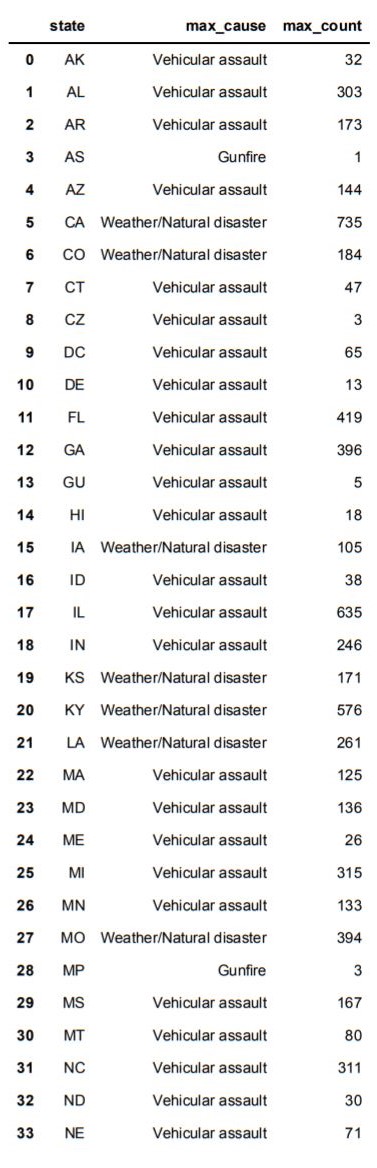 state max_cause max_count
0 AK Vehicular assault 32
1 AL Vehicular assault 303
2 AR Vehicular assault 173
3 AS Gunfire 1
4 AZ Vehicular assault 144
5 CA Weather/Natural disaster 735
6 CO Weather/Natural disaster 184
7 CT Vehicular assault 47
8 CZ Vehicular assault 3
9 DC Vehicular assault 65
10 DE Vehicular assault 13
11 FL Vehicular assault 419
12 GA Vehicular assault 396
13 GU Vehicular assault 5
14 HI Vehicular assault 18
15 IA Weather/Natural disaster 105
16 ID Vehicular assault 38
17 IL Vehicular assault 635
18 IN Vehicular assault 246
19 KS Weather/Natural disaster 171
20 KY Weather/Natural disaster 576
21 LA Weather/Natural disaster 261
22 MA Vehicular assault 125
23 MD Vehicular assault 136
24 ME Vehicular assault 26
25 MI Vehicular assault 315
26 MN Vehicular assault 133
27 MO Weather/Natural disaster 394
28 MP Gunfire 3
29 MS Vehicular assault 167
30 MT Vehicular assault 80
31 NC Vehicular assault 311
32 ND Vehicular assault 30
33 NE Vehicular assault 71